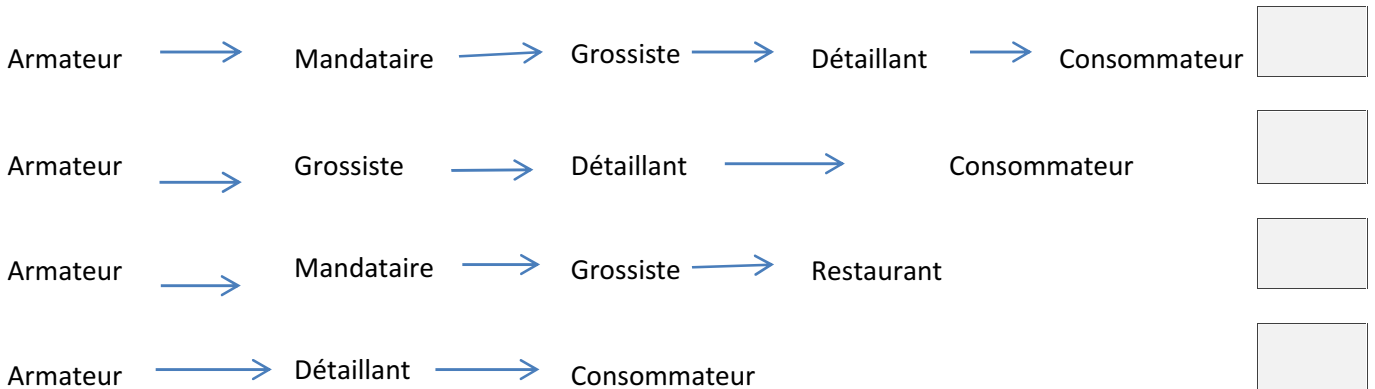 Armateur Mandataire Grossiste Détaillant Consommateur
Armateur Grossiste Détaillant Consommateur
Armateur Mandataire Grossiste Restaurant
Armateur Détaillant Consommateur